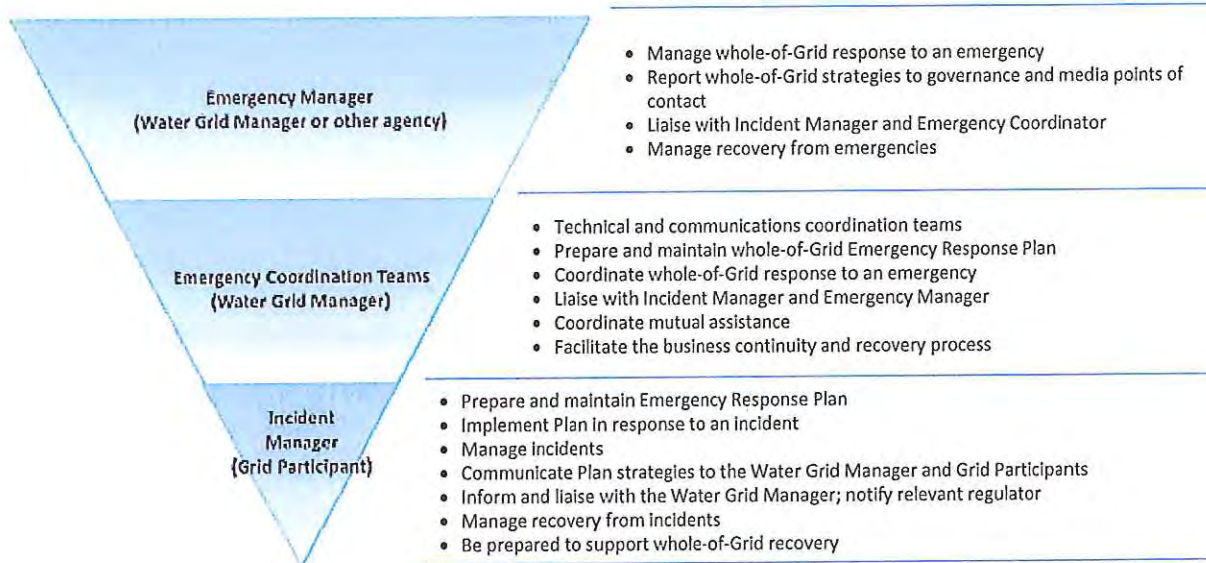 Emergency Manager
(Water Grid Manager or other agency)
• Manage whole-of-Grid response to an emergency
• Report whole-of-Grid strategies to governance and media points of
contact
• Liaise with Incident Manager and Emergency Coordinator
• Manage recovery from emergencies
Emergency Coordination Teams
(Water Grid Manager)
• Technical and communications coordination teams
• Prepare and maintain whole-of-Grid Emergency Response Plan
• Coordinate whole-of-Grid response to an emergency
• Liaise with Incident Manager and Emergency Manager
• Coordinate mutual assistance
• Facilitate the business continuity and recovery process
Incident
Manager
(Grid Participant)
• Prepare and maintain Emergency Response Plan
• Implement Plan in response to an incident
• Manage incidents
• Communicate Plan strategies to the Water Grid Manager and Grid Participants
• Inform and liaise with the Water Grid Manager; notify relevant regulator
• Manage recovery from incidents
• Be prepared to support whole-of-Grid recovery